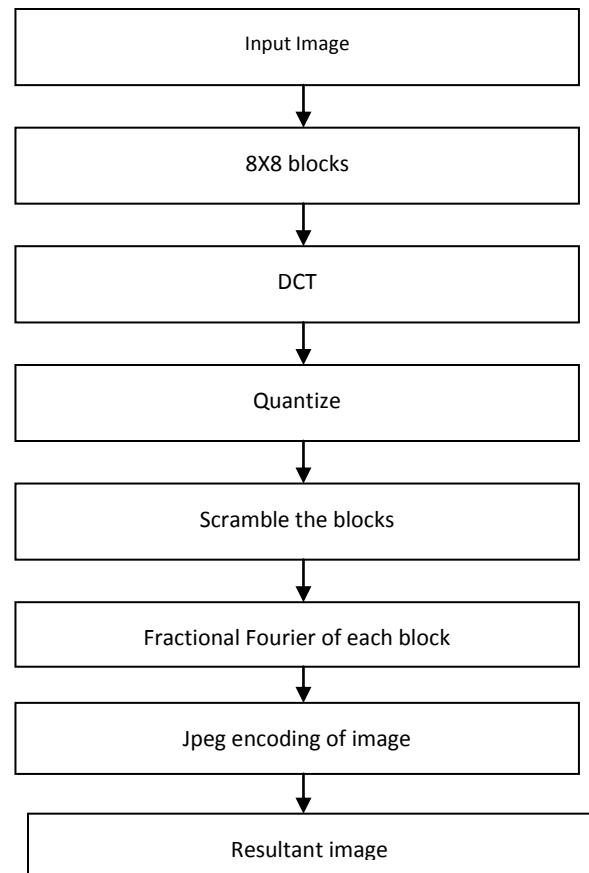 Input Image
8X8 blocks
DCT
Quantize
Scramble the blocks
Fractional Fourier of each block
Jpeg encoding of image
Resultant image